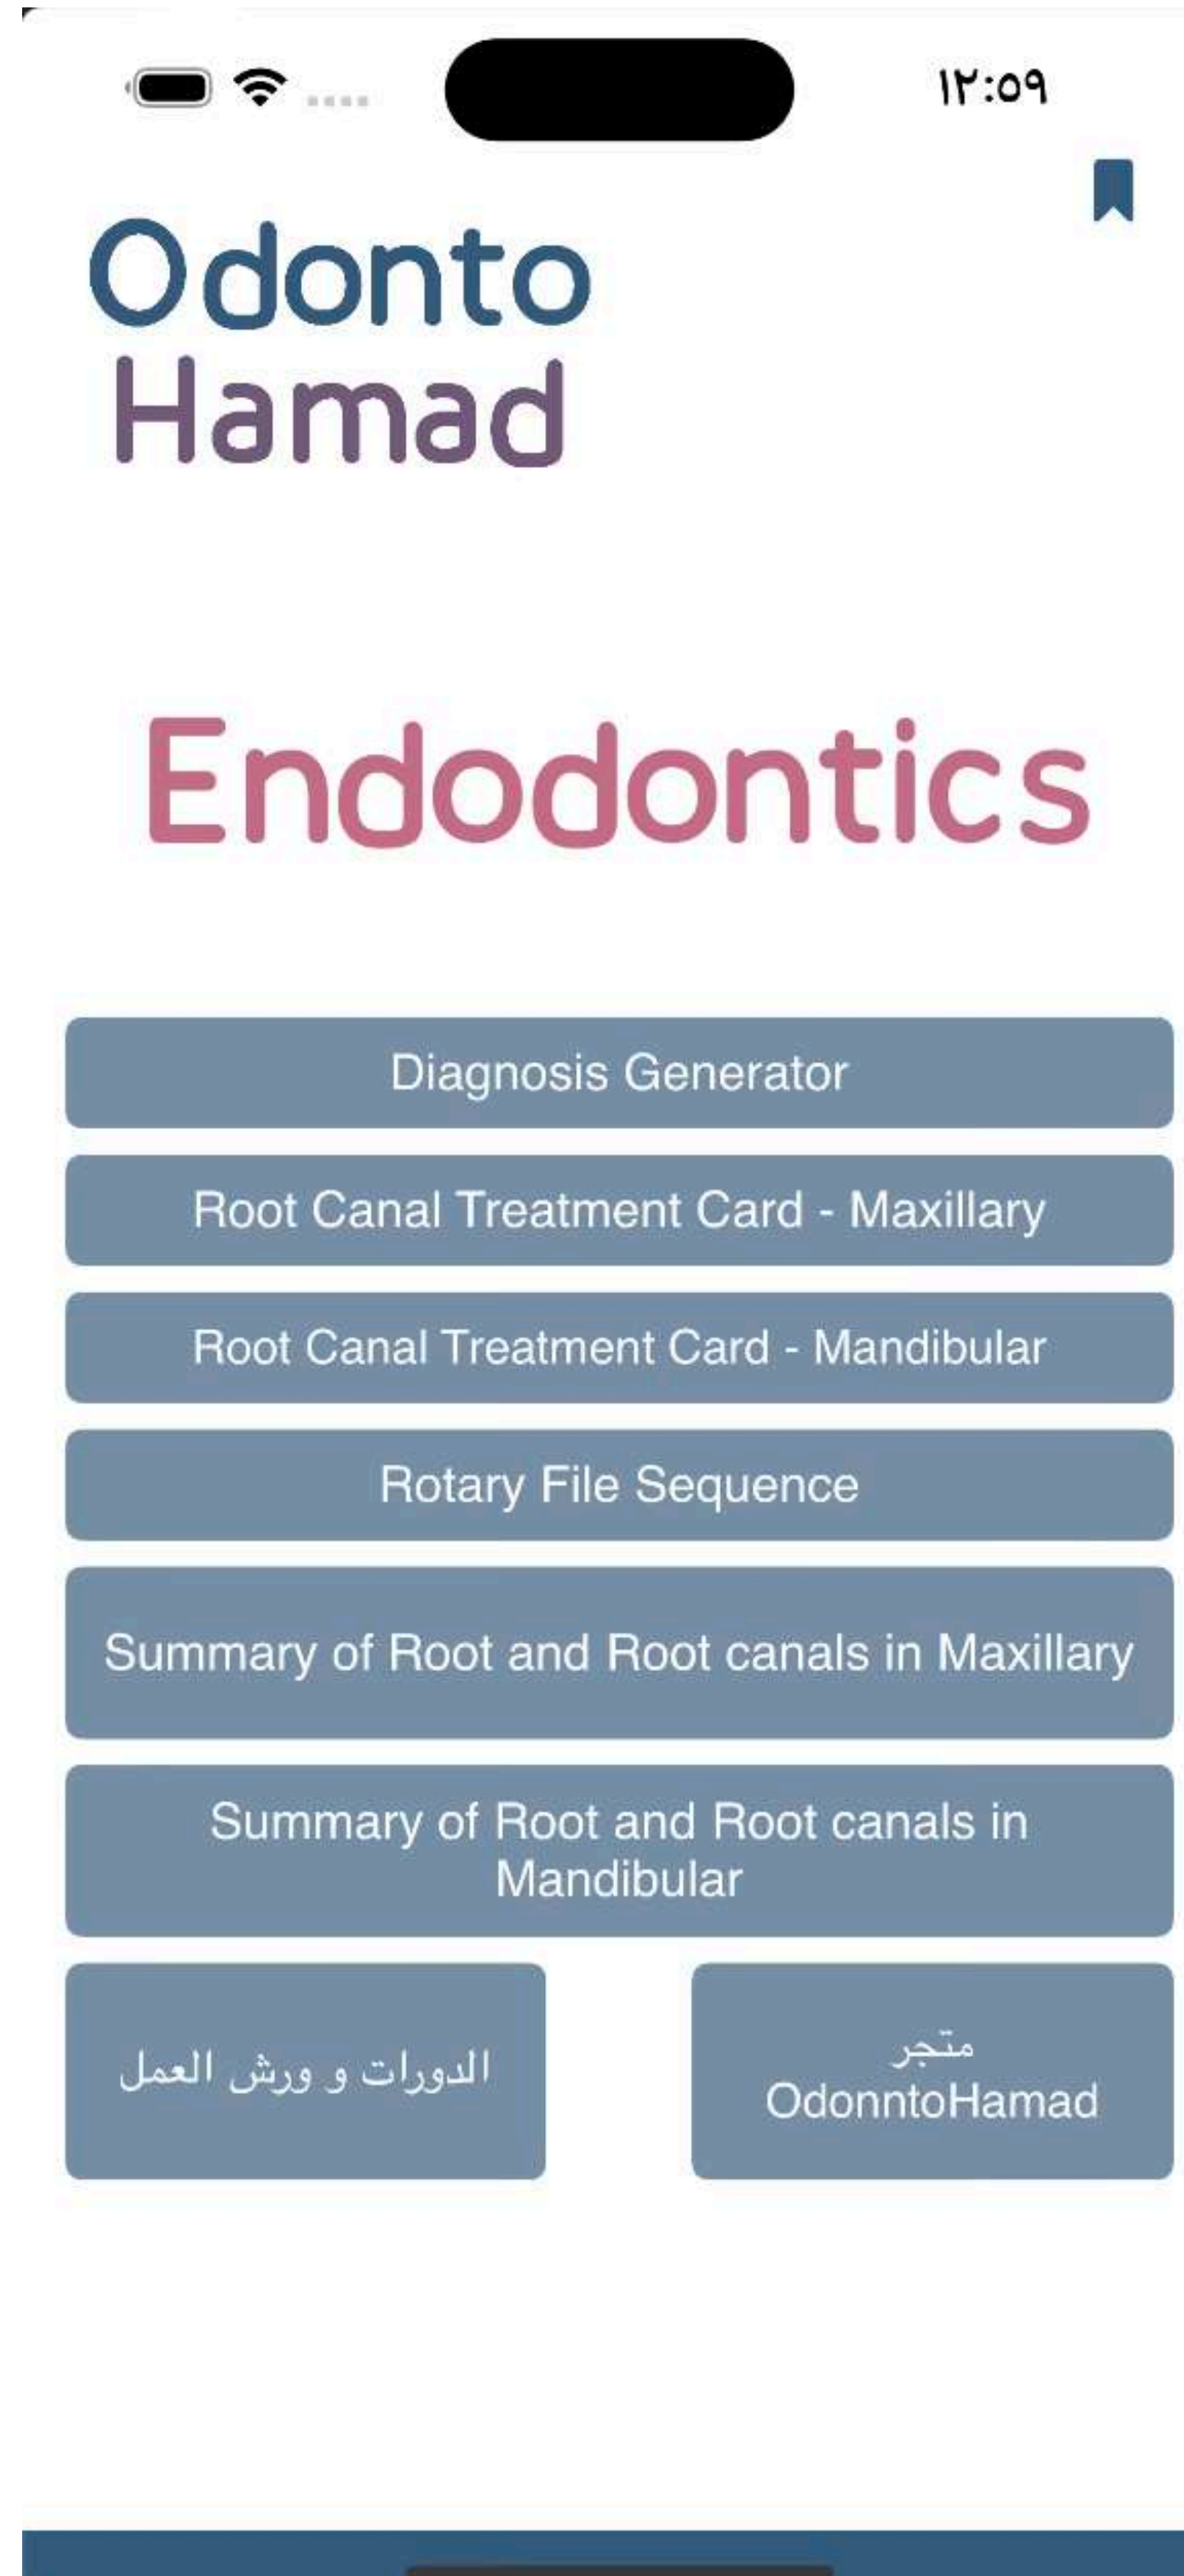 ١٢:٥٩
Odonto
Hamad
Endodontics
Diagnosis Generator
Root Canal Treatment Card - Maxillary
Root Canal Treatment Card - Mandibular
Rotary File Sequence
Summary of Root and Root canals in Maxillary
Summary of Root and Root canals in
Mandibular
متجر
OdonntoHamad
الدورات و ورش العمل